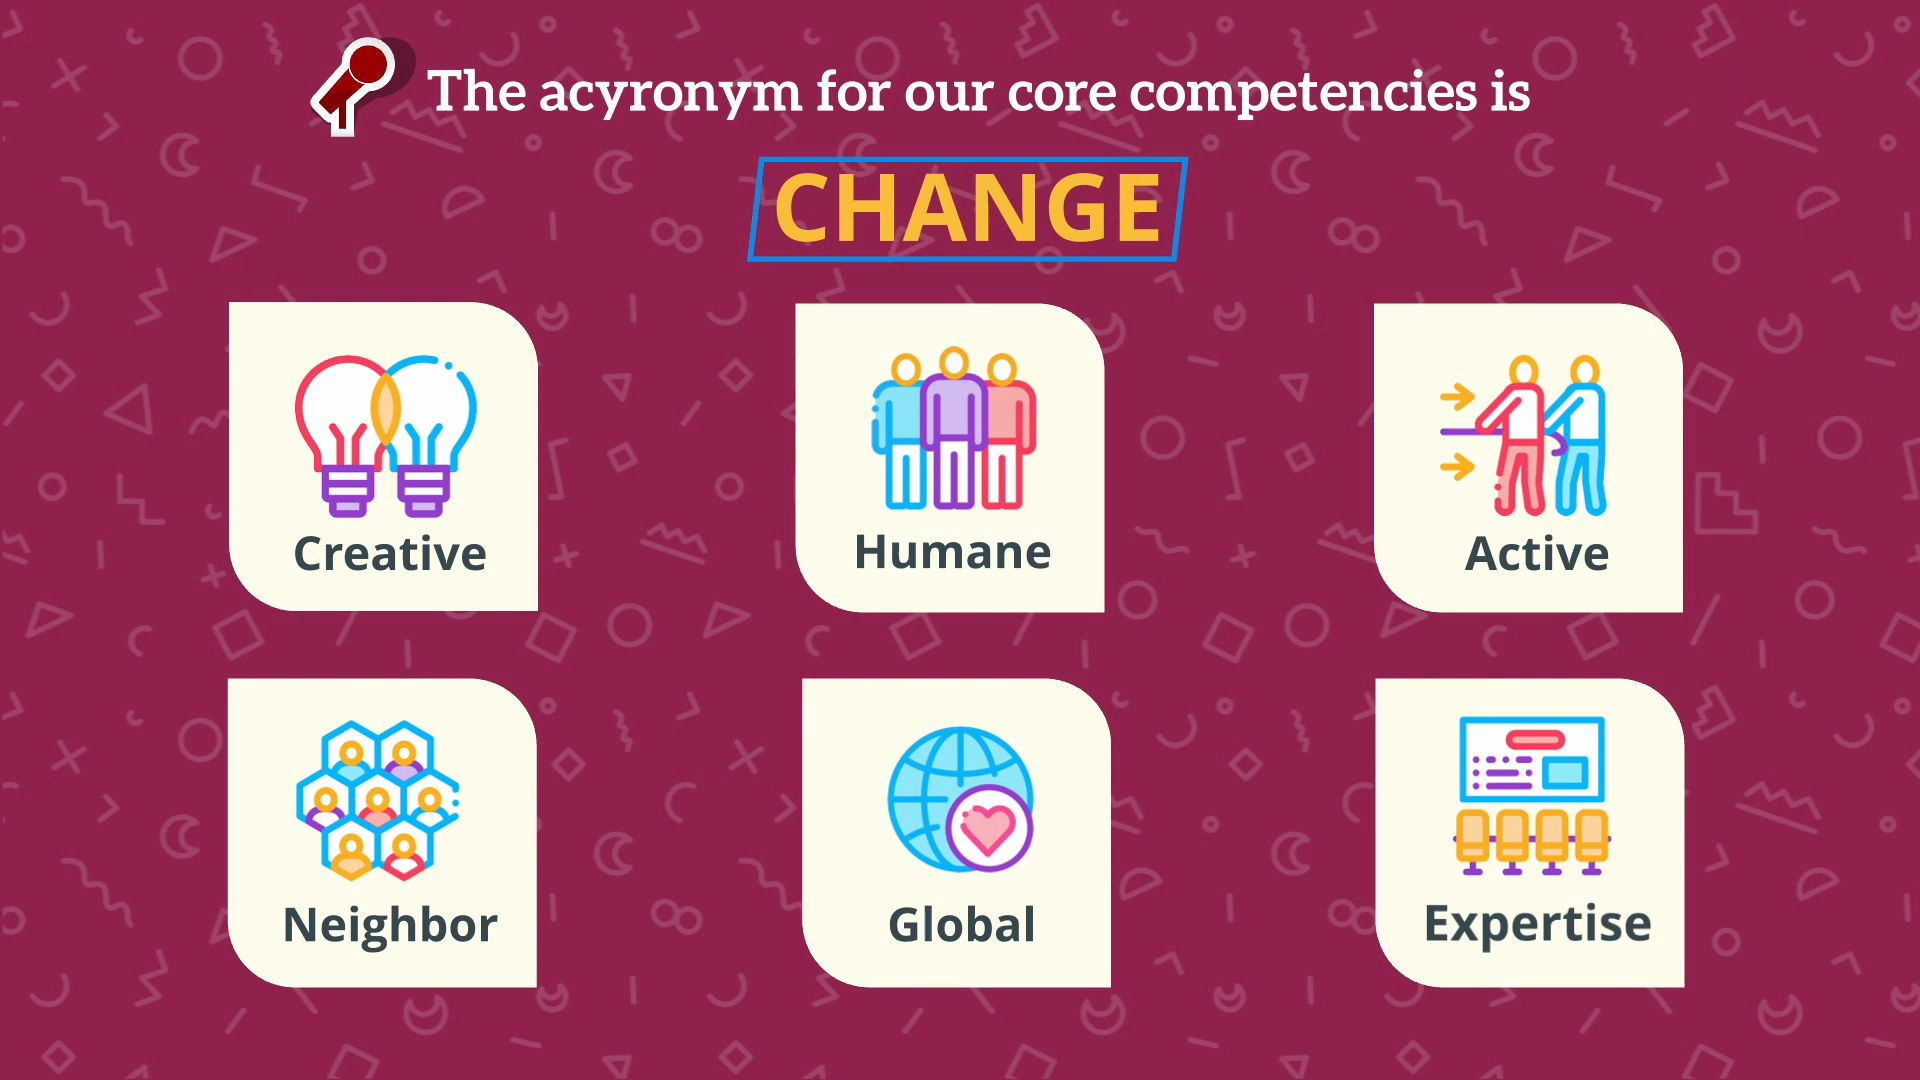 The acyronym for our core competencies is
CHANGE
Creative
Humane
Active
Neighbor
Global
Expertise